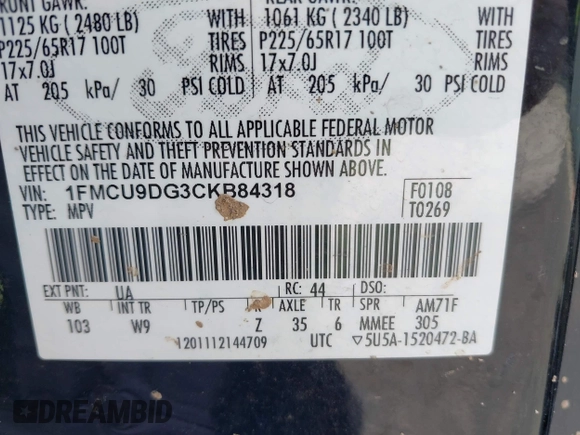 FRONT GAWR:
REAR GAWR:
1125 KG ( 2480 LB)
WITH
1061 KG ( 2340 LB)
WITH
P225/65R17 100T
TIRES
P225/65R17 100T
TIRES
17x7.0J
RIMS
17x7.0J
RIMS
AT 205 kPa/ 30 PSI COLD
AT 205 kPa/ 30 PSI COLD
THIS VEHICLE CONFORMS TO ALL APPLICABLE FEDERAL MOTOR
VEHICLE SAFETY AND THEFT PREVENTION STANDARDS IN EFFECT
ON THE DATE OF MANUFACTURE SHOWN ABOVE.
VIN: 1FMCU9DG3CKB84318
F0108
TYPE: MPV
T0269
EXT PNT: UA RC: 44 DSO:
WB INT TR TP/PS R AXLE TR SPR AM71F
103 W9 Z 35 6 MMEE 305
1201112144709 UTC ▽5U5A-1520472-BA
DREAMBID